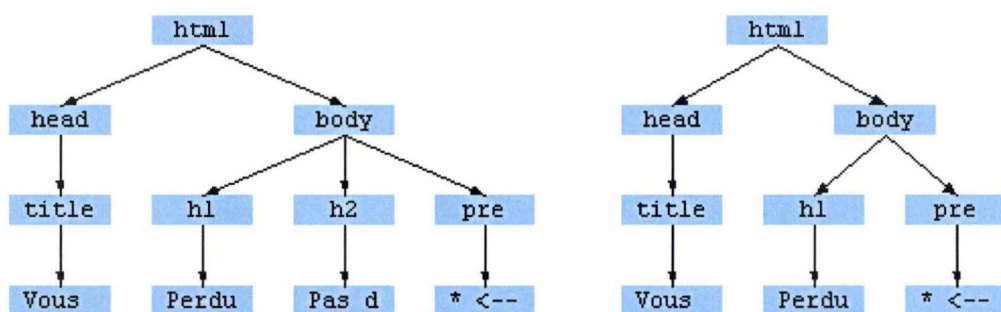 html html
head body head body
title h1 h2 pre title h1 pre
Vous Perdu Pas d * <-- Vous Perdu * <--